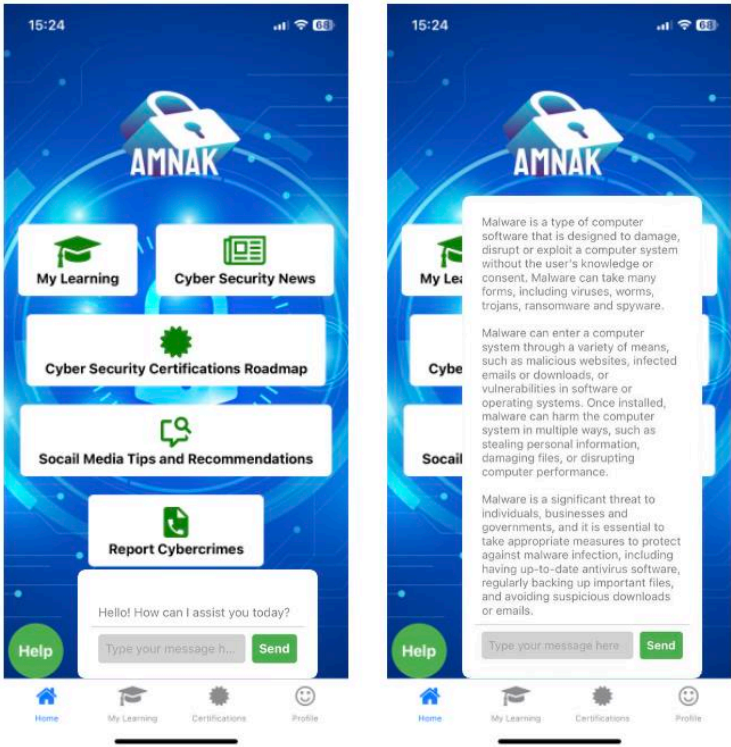 15:24
68
AMNAK
My Learning
Cyber Security News
Cyber Security Certifications Roadmap
Socail Media Tips and Recommendations
Report Cybercrimes
Hello! How can I assist you today?
Type your message h...
Send
Help
Home
My Learning
Certifications
Profile
15:24
68
AMNAK
Malware is a type of computer
software that is designed to damage,
disrupt or exploit a computer system
without the user's knowledge or
consent. Malware can take many
forms, including viruses, worms,
trojans, ransomware and spyware.
Malware can enter a computer
system through a variety of means,
such as malicious websites, infected
emails or downloads, or
vulnerabilities in software or
operating systems. Once installed,
malware can harm the computer
system in multiple ways, such as
stealing personal information,
damaging files, or disrupting
computer performance.
Malware is a significant threat to
individuals, businesses and
governments, and it is essential to
take appropriate measures to protect
against malware infection, including
having up-to-date antivirus software,
regularly backing up important files,
and avoiding suspicious downloads
or emails.
My Lea
Cybe
Socail
Type your message here
Send
Help
Home
My Learning
Certifications
Profile